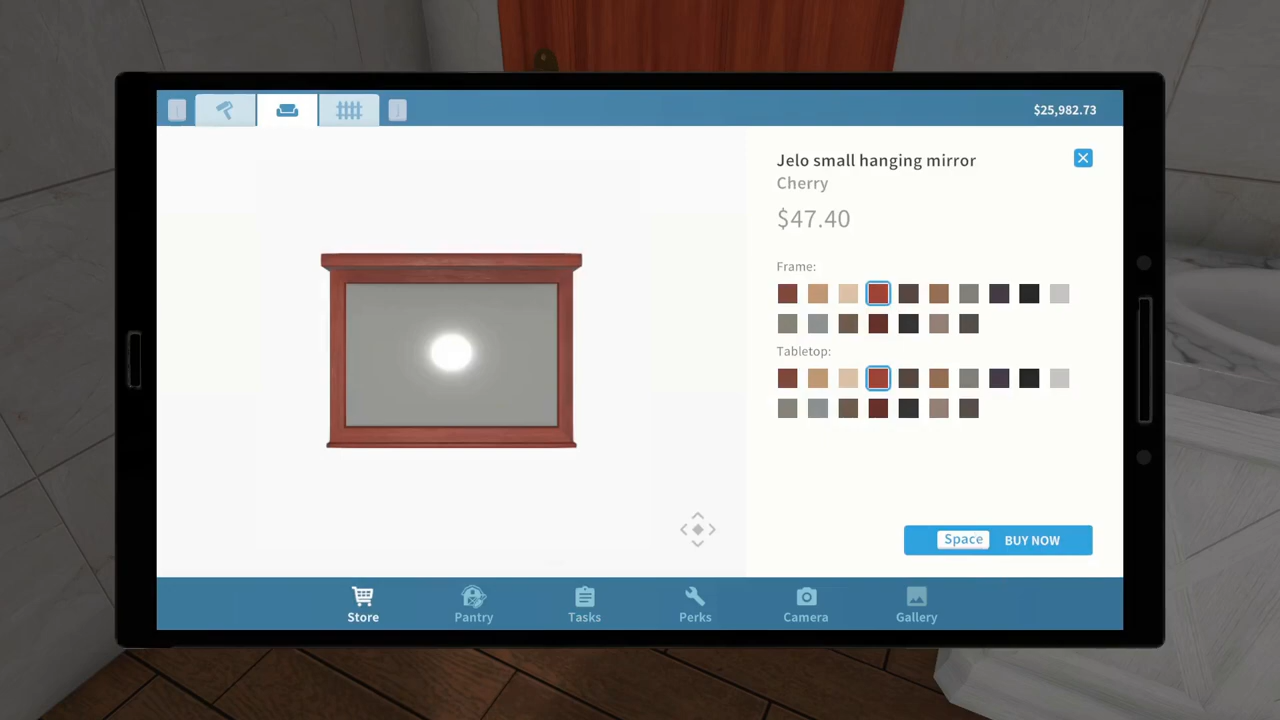 $25,982.73
Jelo small hanging mirror
Cherry
$47.40
Frame:
Tabletop:
Space BUY NOW
Store Pantry Tasks Perks Camera Gallery